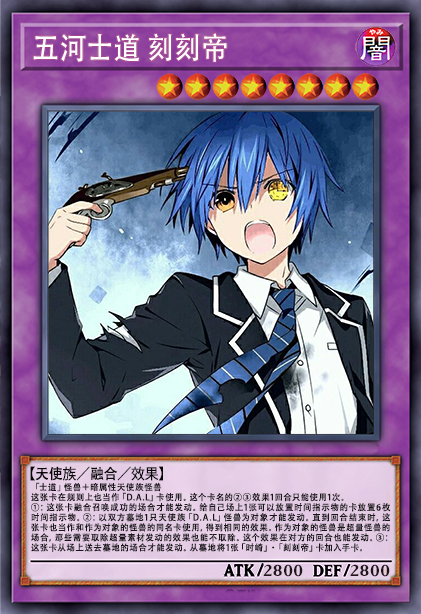 五河士道 刻刻帝
やみ
闇
【天使族／融合／效果】
「士道」怪兽＋暗属性天使族怪兽
这张卡在规则上也当作「D.A.L」卡使用。这个卡名的②③效果1回合只能使用1次。
①：这张卡融合召唤成功的场合才能发动。给自己场上1张可以放置时间指示物的卡放置6枚
时间指示物。②：以双方墓地1只天使族「D.A.L」怪兽为对象才能发动。直到回合结束时，这
张卡也当作和作为对象的怪兽的同名卡使用，得到相同的效果。作为对象的怪兽是超量怪兽的
场合，那些需要取除超量素材发动的效果也能不取除。这个效果在对方的回合也能发动。③：
这张卡从场上送去墓地的场合才能发动。从墓地将1张「时崎」·「刻刻帝」卡加入手卡。
ATK/2800 DEF/2800